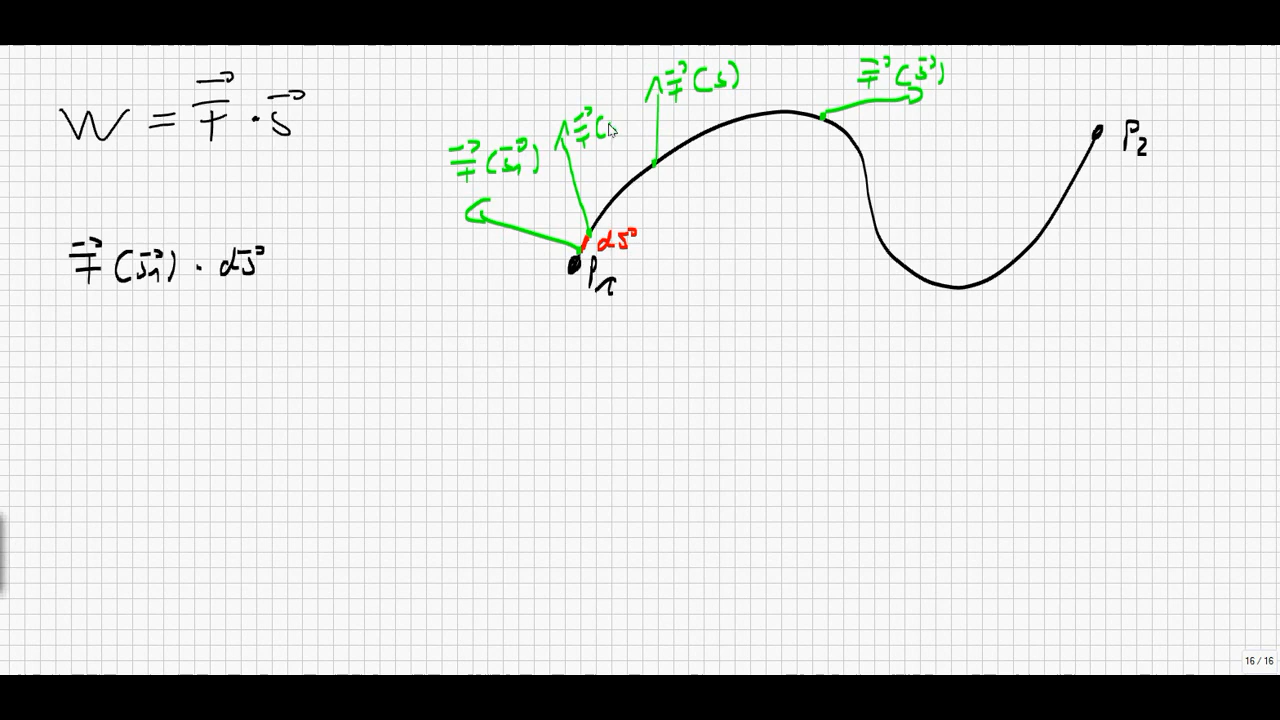 W = F⃗ · s⃗
F⃗(s⃗₁) · ds⃗
F⃗(s⃗₁)
F⃗(
F⃗(s)
F⃗(s⃗)
ds⃗
P₁
P₂
16 / 16